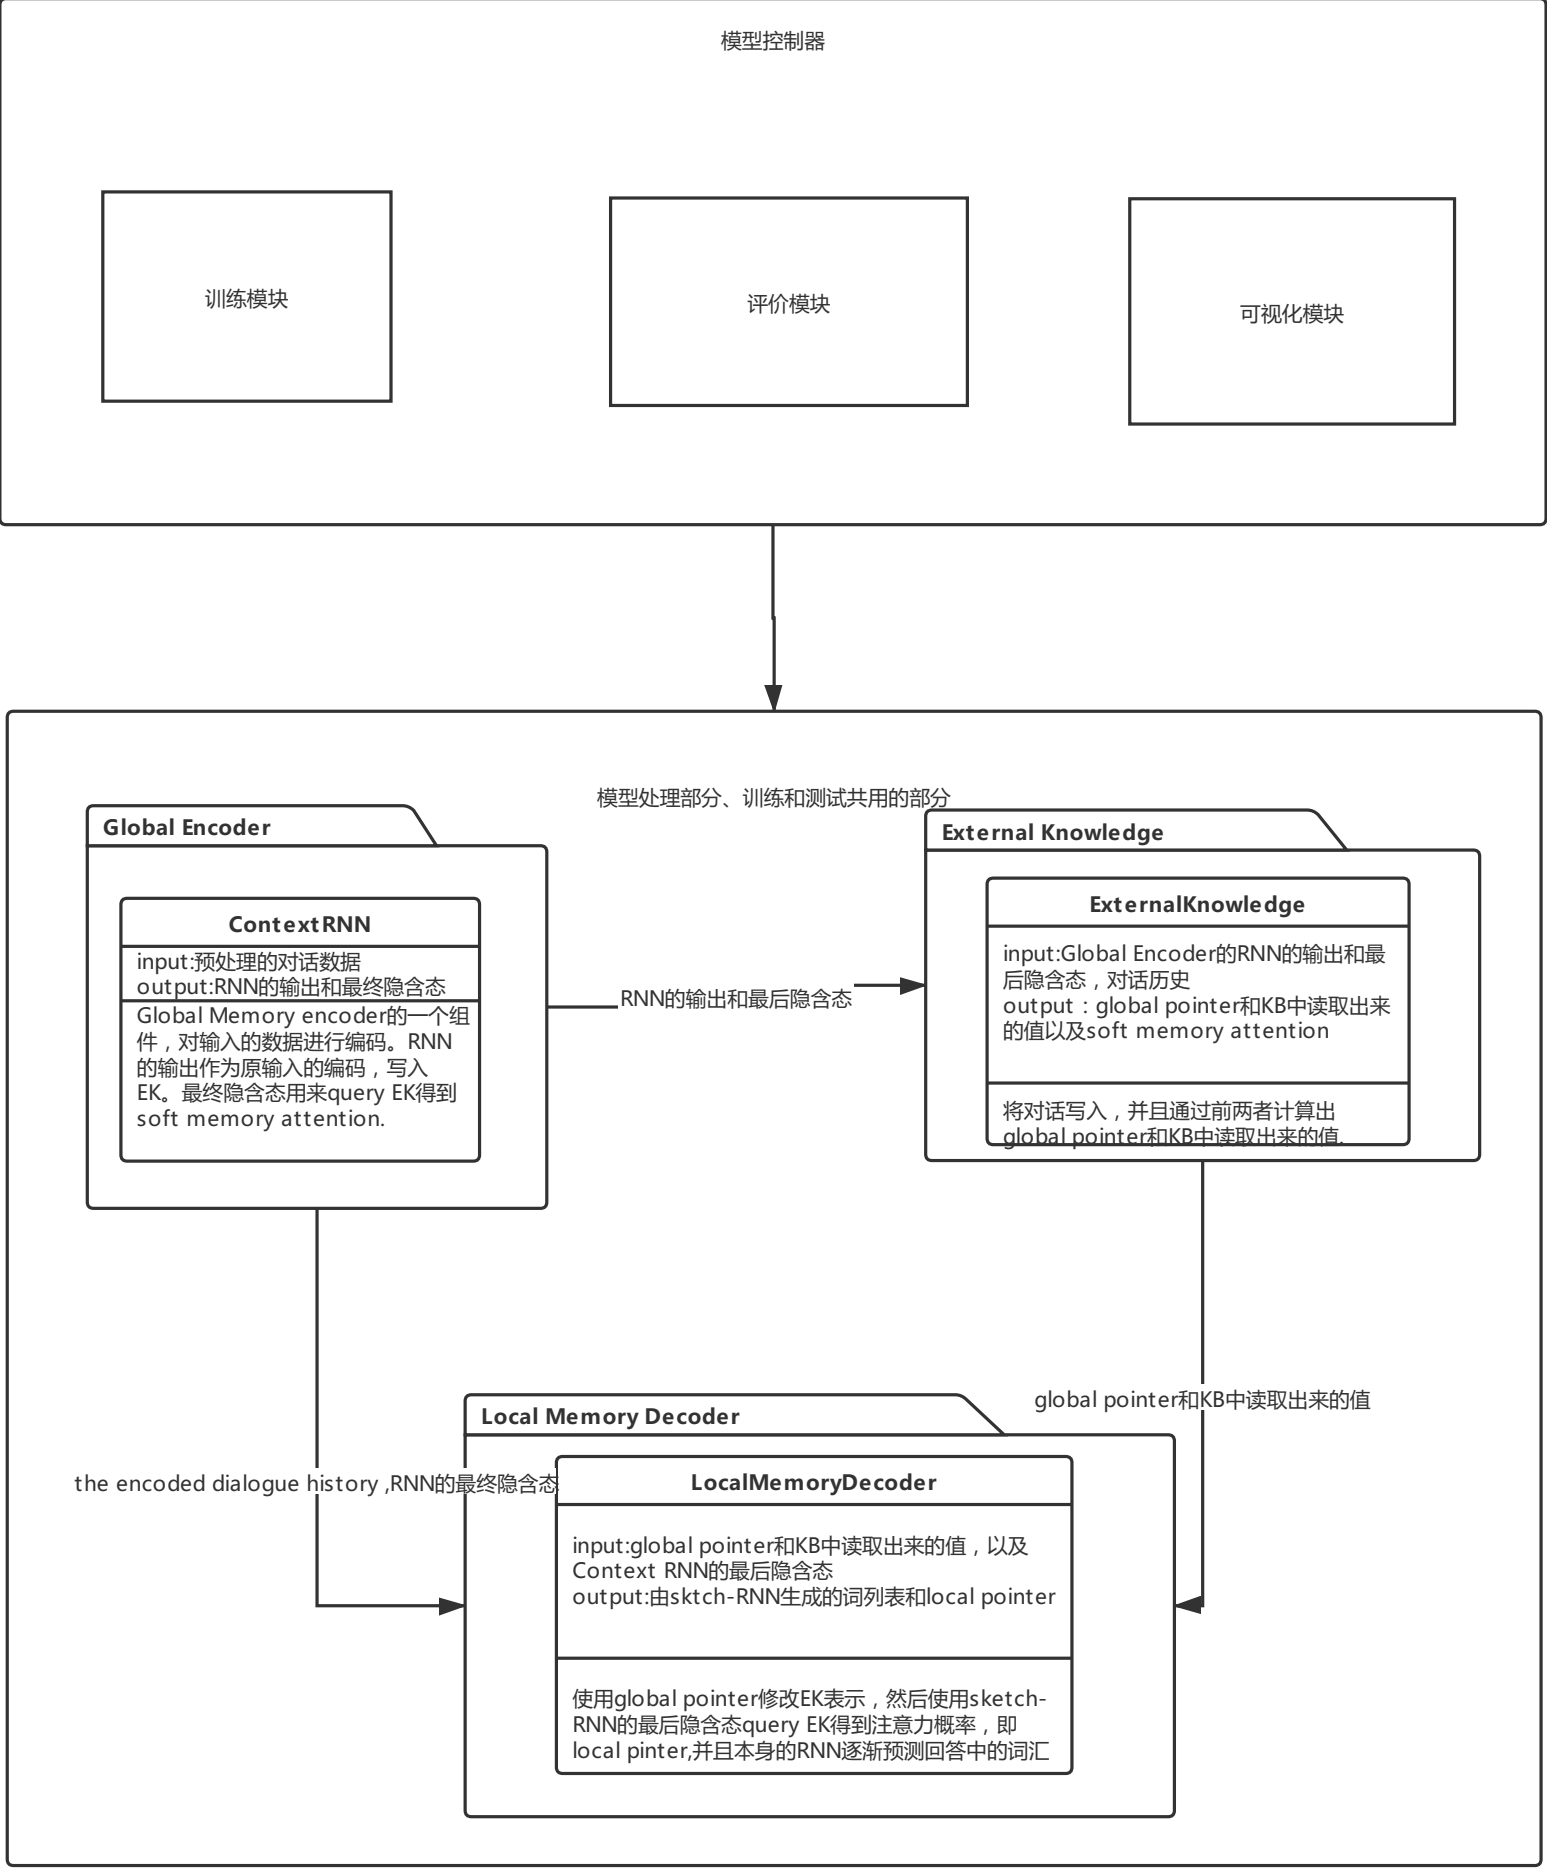 模型控制器
训练模块
评价模块
可视化模块
模型处理部分、训练和测试共用的部分
Global Encoder
ContextRNN
input:预处理的对话数据
output:RNN的输出和最终隐含态
Global Memory encoder的一个组
件，对输入的数据进行编码。RNN
的输出作为原输入的编码，写入
EK。最终隐含态用来query EK得到
soft memory attention.
RNN的输出和最后隐含态
External Knowledge
ExternalKnowledge
input:Global Encoder的RNN的输出和最
后隐含态，对话历史
output：global pointer和KB中读取出来
的值以及soft memory attention
将对话写入，并且通过前两者计算出
global pointer和KB中读取出来的值.
global pointer和KB中读取出来的值
the encoded dialogue history ,RNN的最终隐含态
Local Memory Decoder
LocalMemoryDecoder
input:global pointer和KB中读取出来的值，以及
Context RNN的最后隐含态
output:由sktch-RNN生成的词列表和local pointer
使用global pointer修改EK表示，然后使用sketch-
RNN的最后隐含态query EK得到注意力概率，即
local pinter,并且本身的RNN逐渐预测回答中的词汇